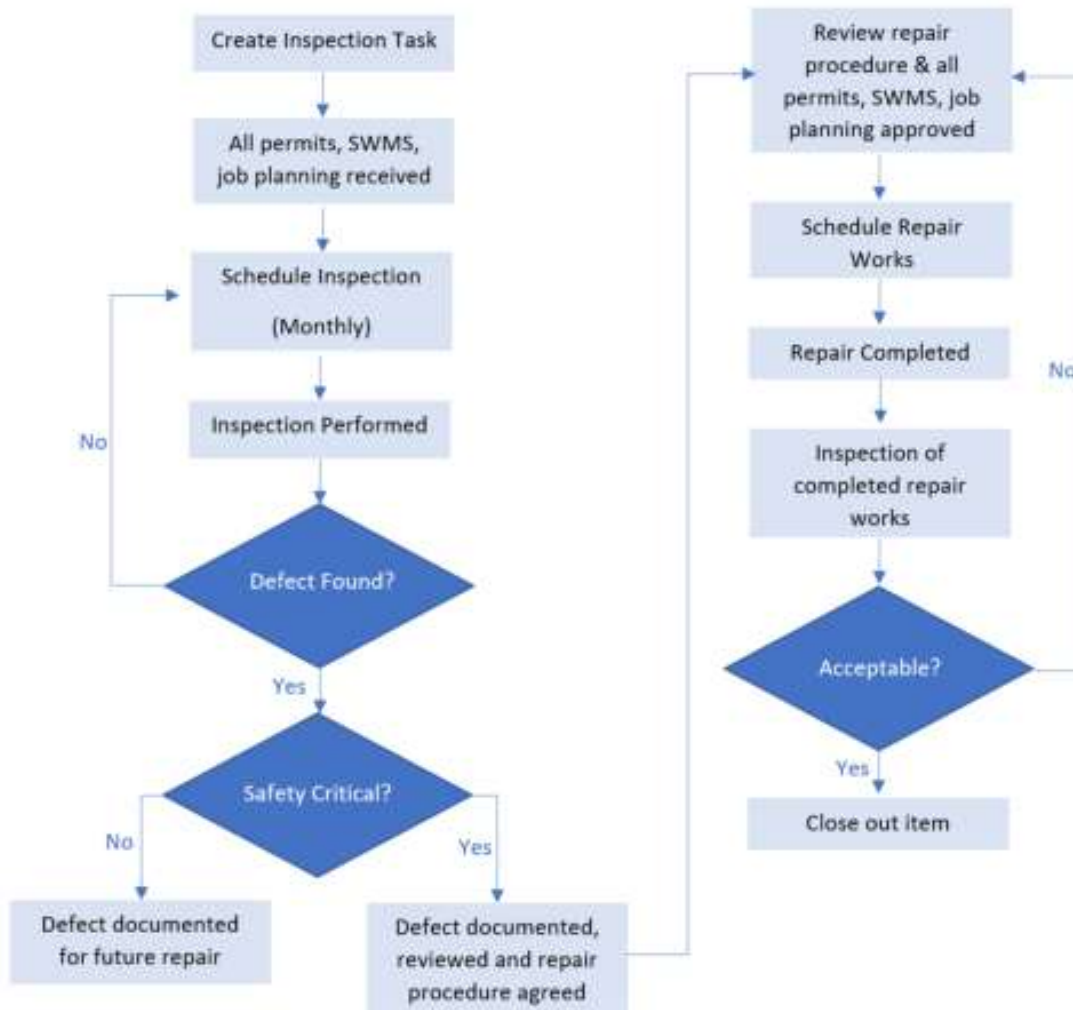 Create Inspection Task
All permits, SWMS,
job planning received
Schedule Inspection
(Monthly)
Inspection Performed
No
Defect Found?
Yes
Safety Critical?
No
Yes
Defect documented
for future repair
Defect documented,
reviewed and repair
procedure agreed
Review repair
procedure & all
permits, SWMS, job
planning approved
Schedule Repair
Works
Repair Completed
No
Inspection of
completed repair
works
Acceptable?
Yes
Close out item